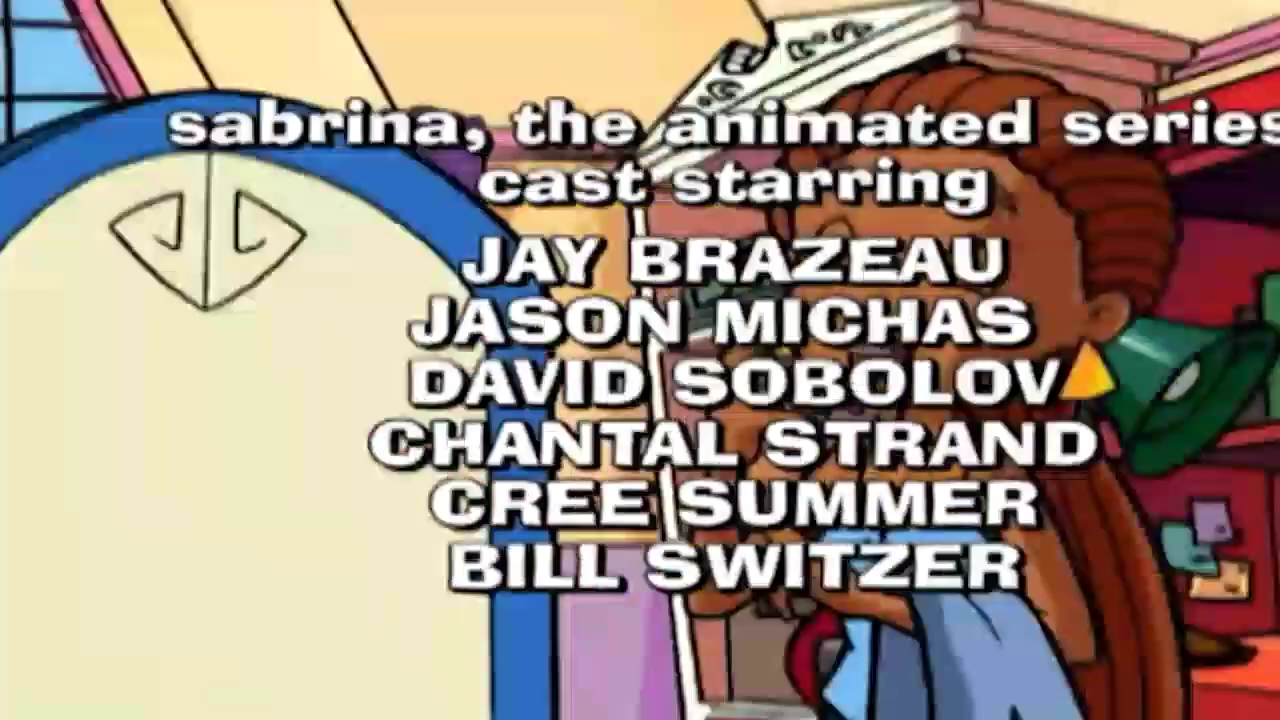 sabrina, the animated series
cast starring
JAY BRAZEAU
JASON MICHAS
DAVID SOBOLOV
CHANTAL STRAND
CREE SUMMER
BILL SWITZER